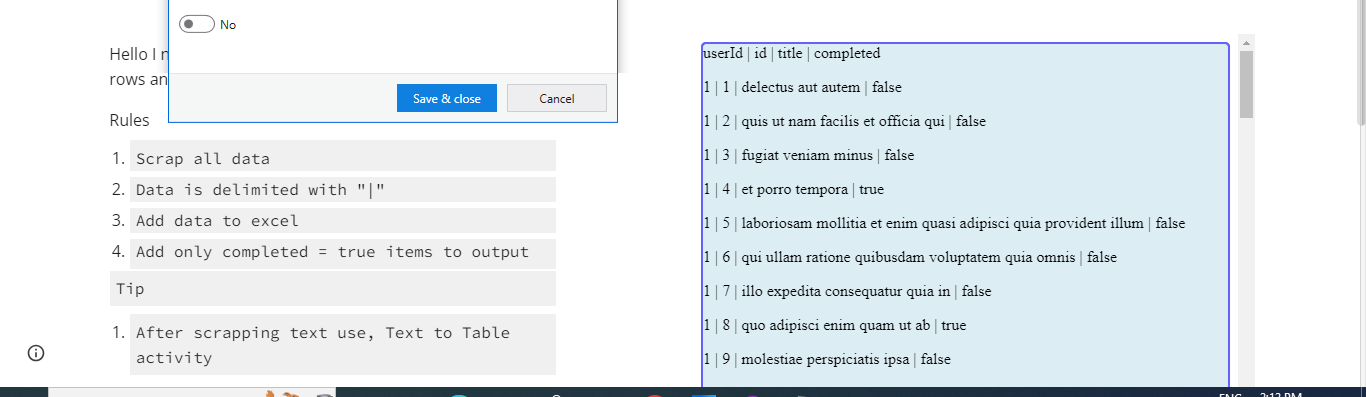 No
Save & close
Cancel
Hello I
rows an
Rules
1. Scrap all data
2. Data is delimited with "|"
3. Add data to excel
4. Add only completed = true items to output
Tip
1. After scrapping text use, Text to Table
activity
userId | id | title | completed
1 | 1 | delectus aut autem | false
1 | 2 | quis ut nam facilis et officia qui | false
1 | 3 | fugiat veniam minus | false
1 | 4 | et porro tempora | true
1 | 5 | laboriosam mollitia et enim quasi adipisci quia provident illum | false
1 | 6 | qui ullam ratione quibusdam voluptatem quia omnis | false
1 | 7 | illo expedita consequatur quia in | false
1 | 8 | quo adipisci enim quam ut ab | true
1 | 9 | molestiae perspiciatis ipsa | false